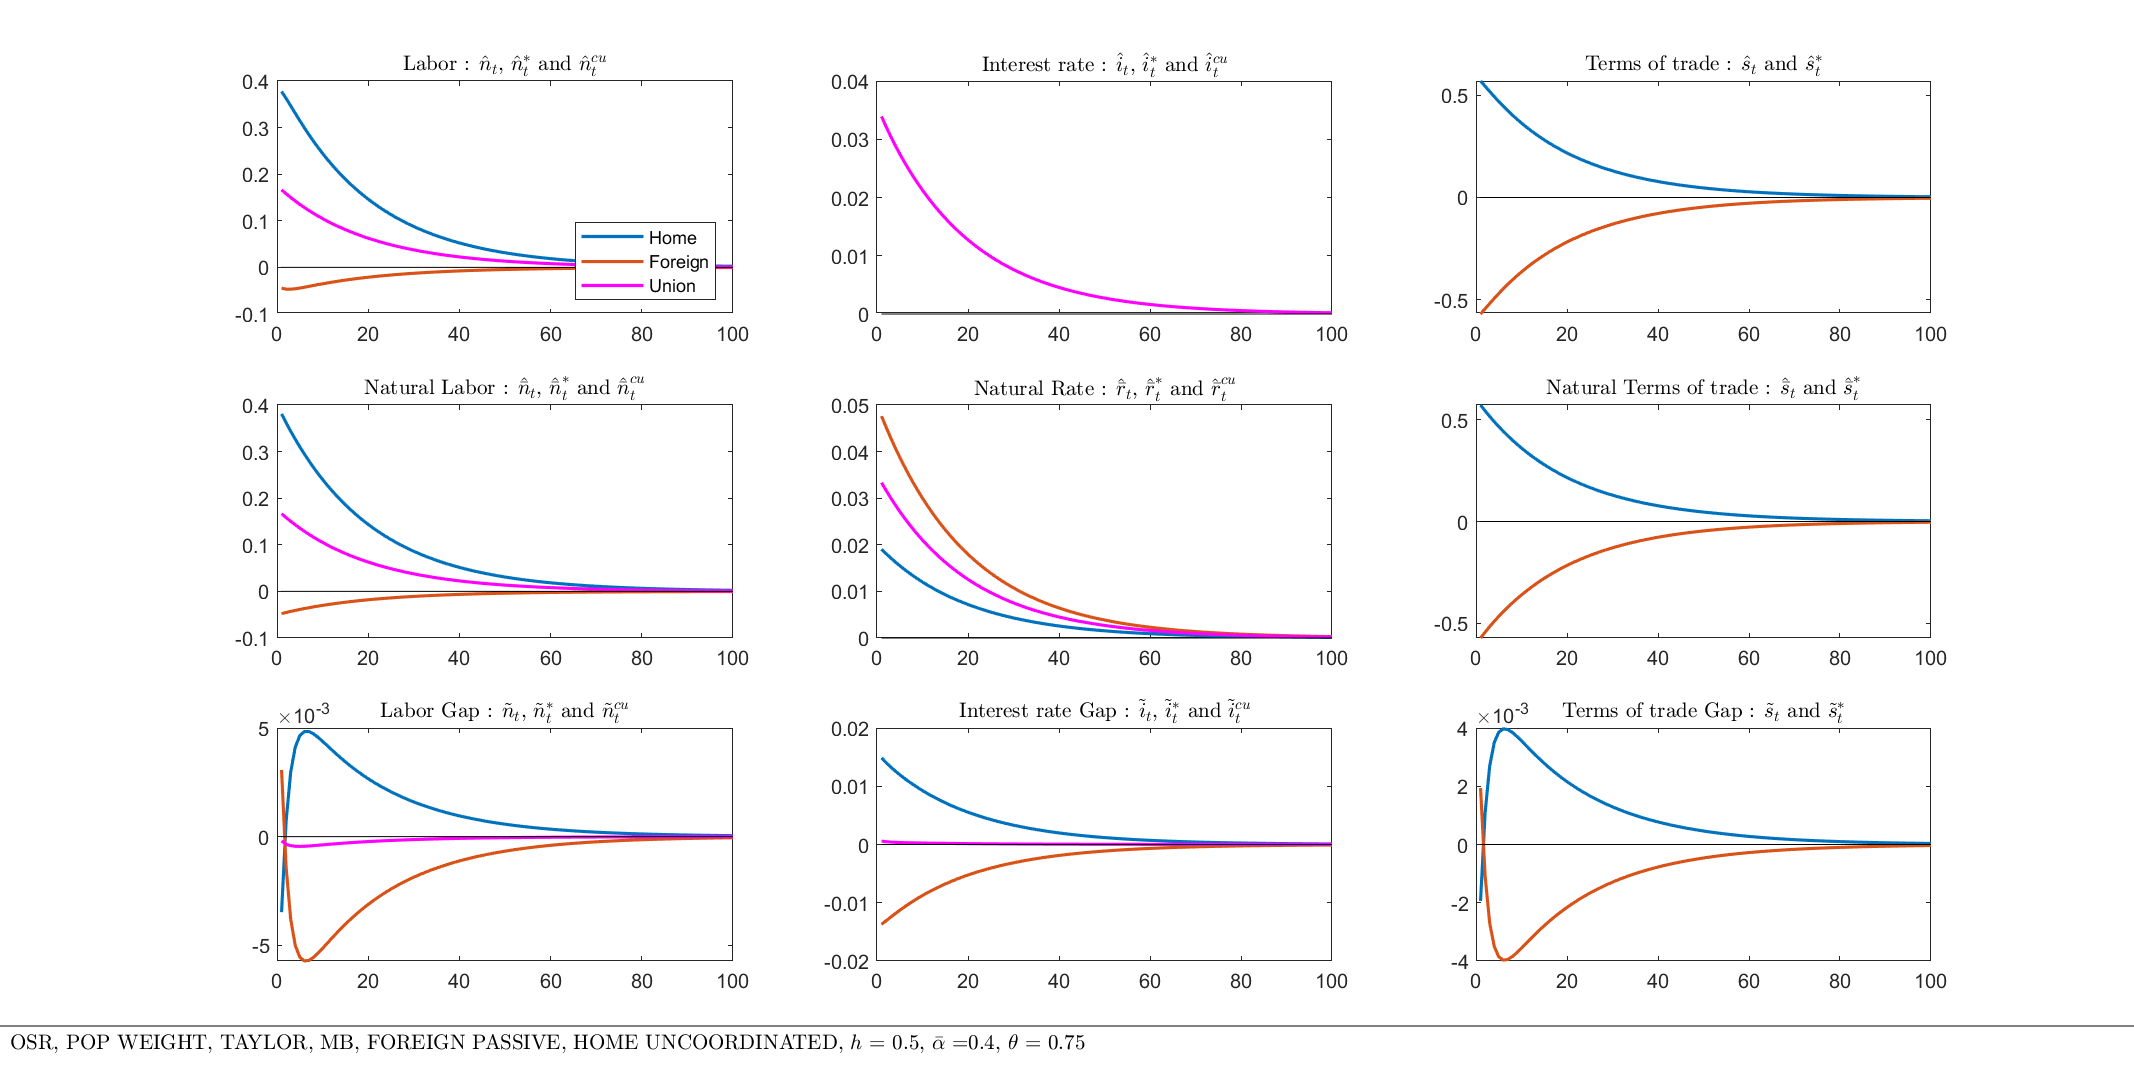 Labor : n̂ₜ, n̂ₜ* and n̂ₜᶜᵘ
0.4
0.3
0.2
0.1
0
-0.1
0 20 40 60 80 100
Home
Foreign
Union
Interest rate : îₜ, îₜ* and îₜᶜᵘ
0.04
0.03
0.02
0.01
0
0 20 40 60 80 100
Terms of trade : ŝₜ and ŝₜ*
0.5
0
-0.5
0 20 40 60 80 100
Natural Labor : n̄̂ₜ, n̄̂ₜ* and n̄̂ₜᶜᵘ
0.4
0.3
0.2
0.1
0
-0.1
0 20 40 60 80 100
Natural Rate : r̄̂ₜ, r̄̂ₜ* and r̄̂ₜᶜᵘ
0.05
0.04
0.03
0.02
0.01
0
0 20 40 60 80 100
Natural Terms of trade : s̄̂ₜ and s̄̂ₜ*
0.5
0
-0.5
0 20 40 60 80 100
Labor Gap : ñₜ, ñₜ* and ñₜᶜᵘ
×10⁻³
5
0
-5
0 20 40 60 80 100
Interest rate Gap : ĩₜ, ĩₜ* and ĩₜᶜᵘ
0.02
0.01
0
-0.01
-0.02
0 20 40 60 80 100
Terms of trade Gap : s̃ₜ and s̃ₜ*
×10⁻³
4
2
0
-2
-4
0 20 40 60 80 100
OSR, POP WEIGHT, TAYLOR, MB, FOREIGN PASSIVE, HOME UNCOORDINATED, h = 0.5, ᾱ =0.4, θ = 0.75